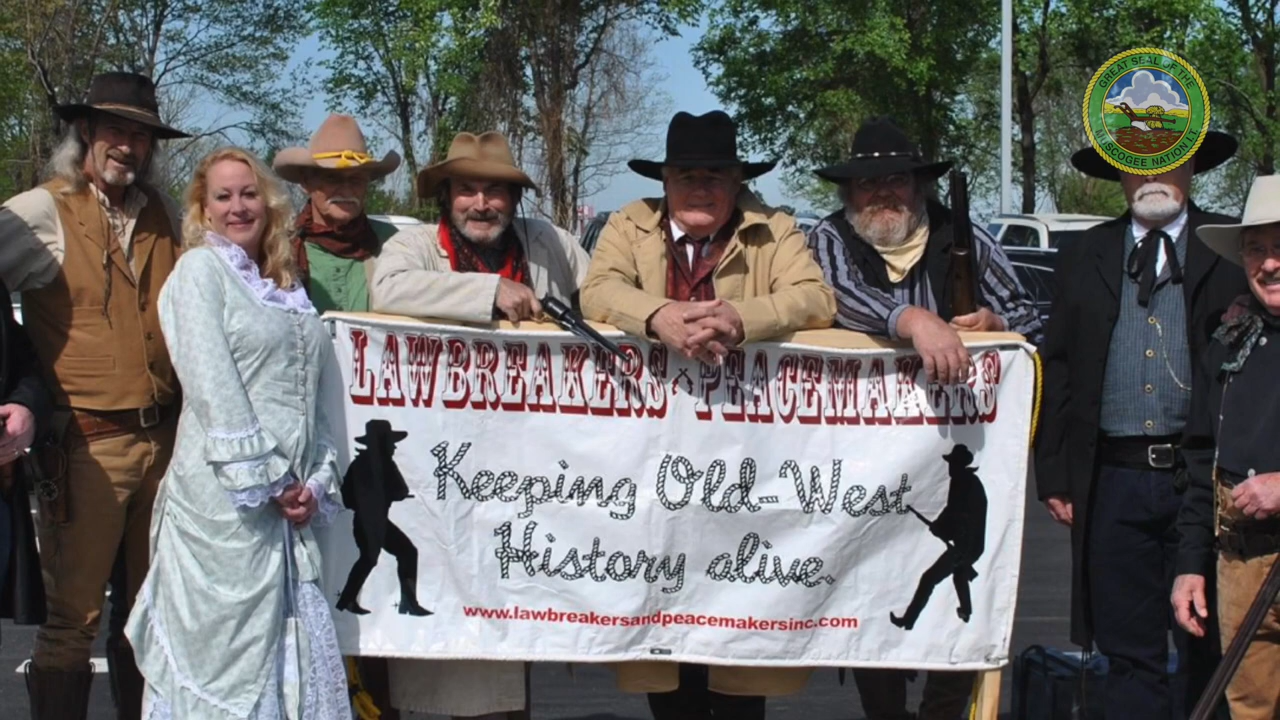 GREAT SEAL OF THE
MUSCOGEE NATION I.T.
LAWBREAKERS PEACEMAKERS
Keeping Old-West
History alive.
www.lawbreakersandpeacemakersinc.com